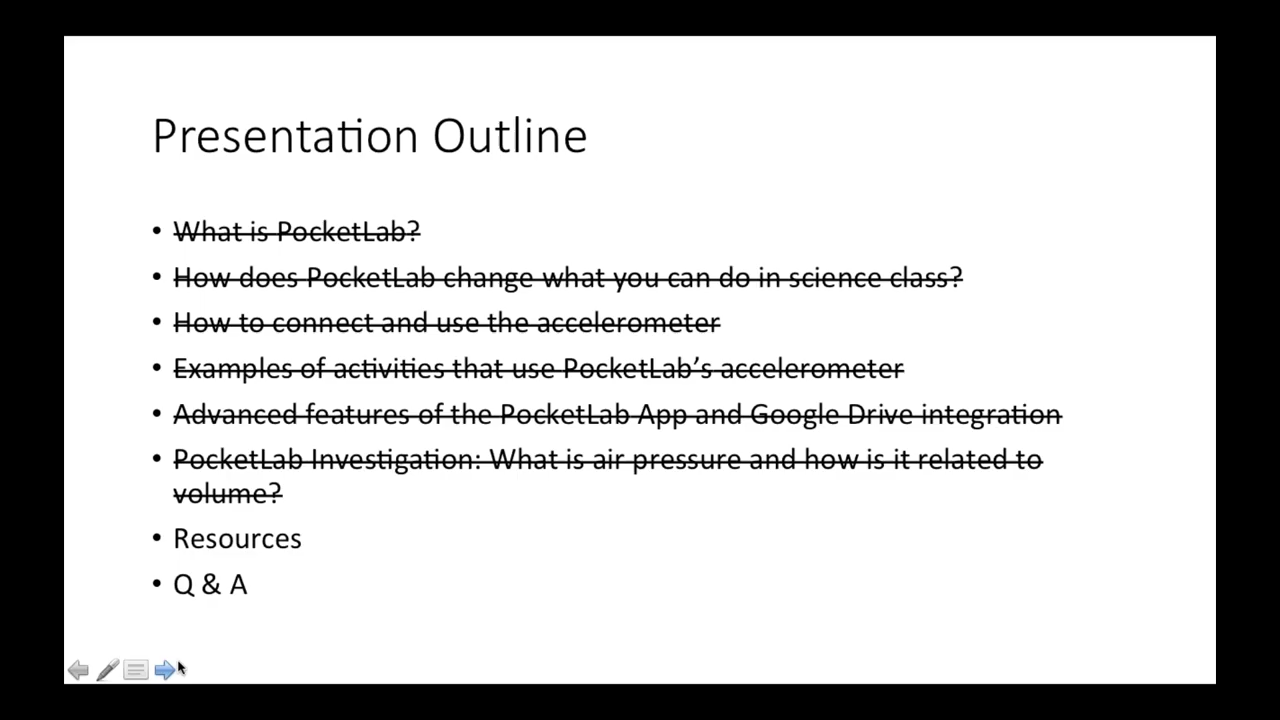 Presentation Outline
• What is PocketLab?
• How does PocketLab change what you can do in science class?
• How to connect and use the accelerometer
• Examples of activities that use PocketLab’s accelerometer
• Advanced features of the PocketLab App and Google Drive integration
• PocketLab Investigation: What is air pressure and how is it related to
volume?
• Resources
• Q & A